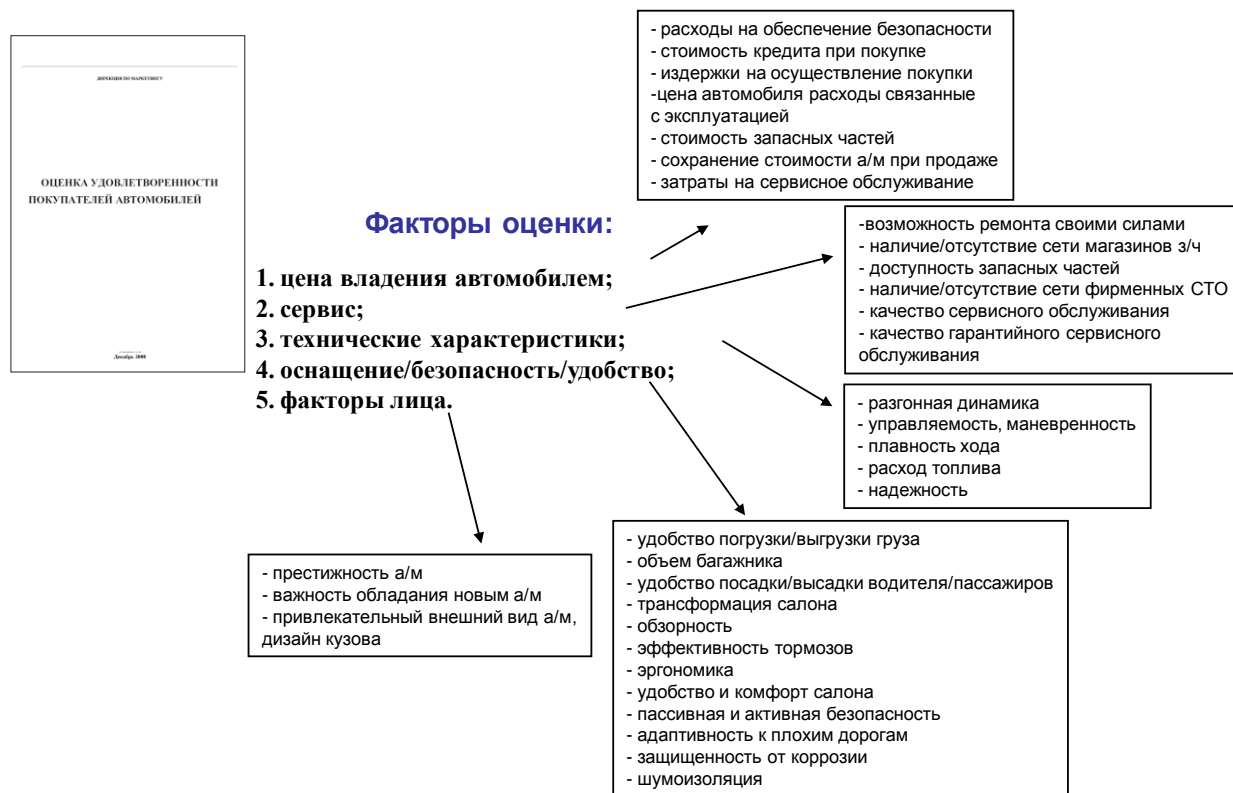 ДИРЕКЦИЯ ПО МАРКЕТИНГУ
ОЦЕНКА УДОВЛЕТВОРЕННОСТИ
ПОКУПАТЕЛЕЙ АВТОМОБИЛЕЙ
Декабрь 2008
Факторы оценки:
1. цена владения автомобилем;
2. сервис;
3. технические характеристики;
4. оснащение/безопасность/удобство;
5. факторы лица.
- расходы на обеспечение безопасности
- стоимость кредита при покупке
- издержки на осуществление покупки
-цена автомобиля расходы связанные
с эксплуатацией
- стоимость запасных частей
- сохранение стоимости а/м при продаже
- затраты на сервисное обслуживание
-возможность ремонта своими силами
- наличие/отсутствие сети магазинов з/ч
- доступность запасных частей
- наличие/отсутствие сети фирменных СТО
- качество сервисного обслуживания
- качество гарантийного сервисного
обслуживания
- разгонная динамика
- управляемость, маневренность
- плавность хода
- расход топлива
- надежность
- удобство погрузки/выгрузки груза
- объем багажника
- удобство посадки/высадки водителя/пассажиров
- трансформация салона
- обзорность
- эффективность тормозов
- эргономика
- удобство и комфорт салона
- пассивная и активная безопасность
- адаптивность к плохим дорогам
- защищенность от коррозии
- шумоизоляция
- престижность а/м
- важность обладания новым а/м
- привлекательный внешний вид а/м,
дизайн кузова